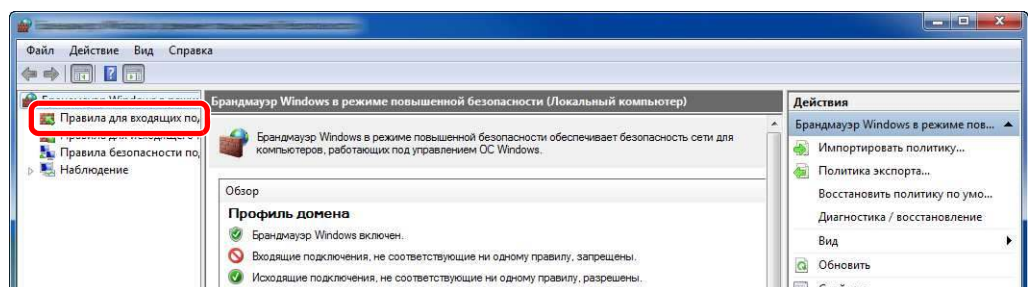 Файл Действие Вид Справка
Правила для входящих под
Правила безопасности по
Наблюдение
Брандмауэр Windows в режиме повышенной безопасности (Локальный компьютер)
Брандмауэр Windows в режиме повышенной безопасности обеспечивает безопасность сети для
компьютеров, работающих под управлением ОС Windows.
Обзор
Профиль домена
Брандмауэр Windows включен.
Входящие подключения, не соответствующие ни одному правилу, запрещены.
Исходящие подключения, не соответствующие ни одному правилу, разрешены.
Действия
Брандмауэр Windows в режиме пов...
Импортировать политику...
Политика экспорта...
Восстановить политику по умо...
Диагностика / восстановление
Вид
Обновить